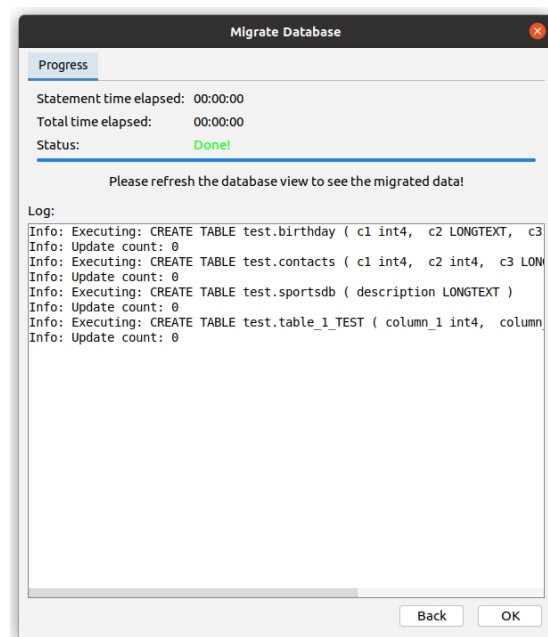 Migrate Database
Progress
Statement time elapsed: 00:00:00
Total time elapsed: 00:00:00
Status: Done!
Please refresh the database view to see the migrated data!
Log:
Info: Executing: CREATE TABLE test.birthday ( c1 int4, c2 LONGTEXT, c3
Info: Update count: 0
Info: Executing: CREATE TABLE test.contacts ( c1 int4, c2 int4, c3 LON
Info: Update count: 0
Info: Executing: CREATE TABLE test.sportsdb ( description LONGTEXT )
Info: Update count: 0
Info: Executing: CREATE TABLE test.table_1_TEST ( column_1 int4, column_
Info: Update count: 0
Back OK